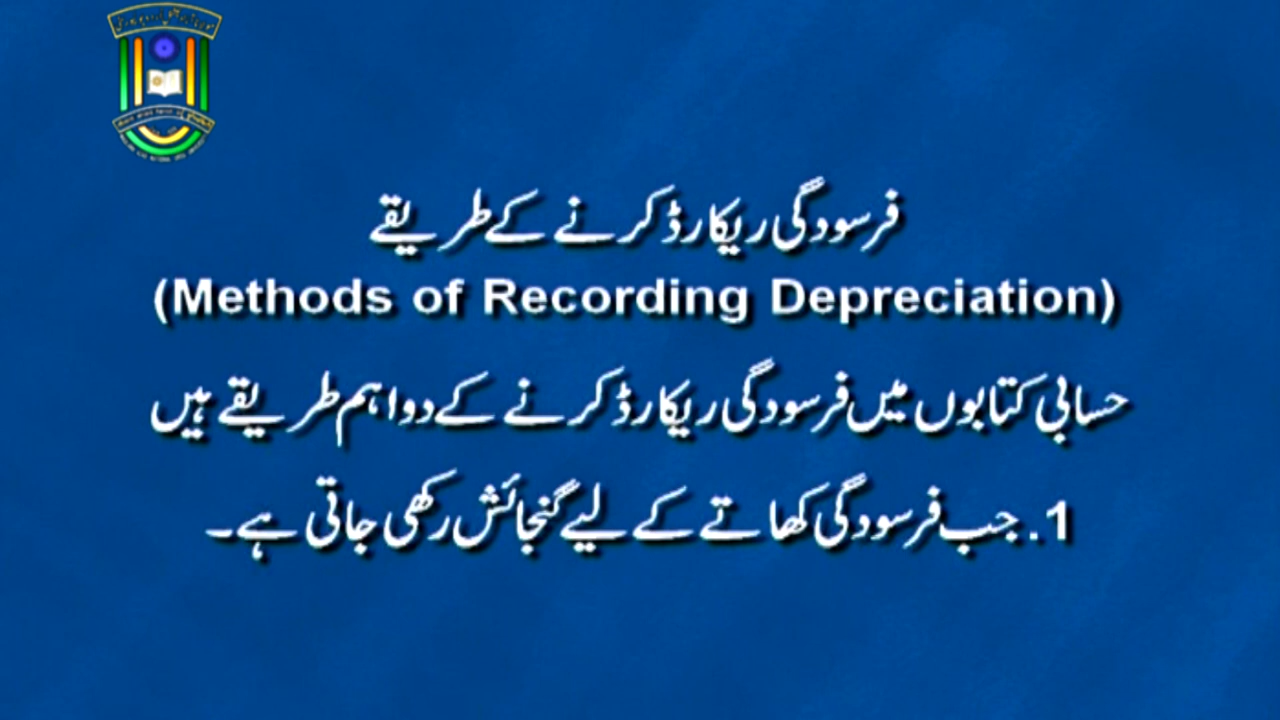 فرسودگی ریکارڈ کرنے کے طریقے
(Methods of Recording Depreciation)
حسابی کتابوں میں فرسودگی ریکارڈ کرنے کے دو اہم طریقے ہیں
1. جب فرسودگی کھاتے کے لیے گنجائش رکھی جاتی ہے۔